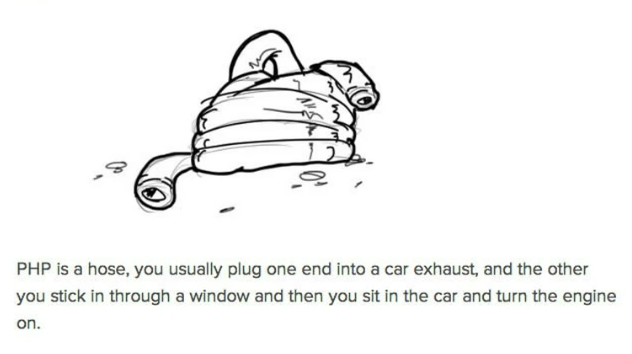 PHP is a hose, you usually plug one end into a car exhaust, and the other
you stick in through a window and then you sit in the car and turn the engine
on.